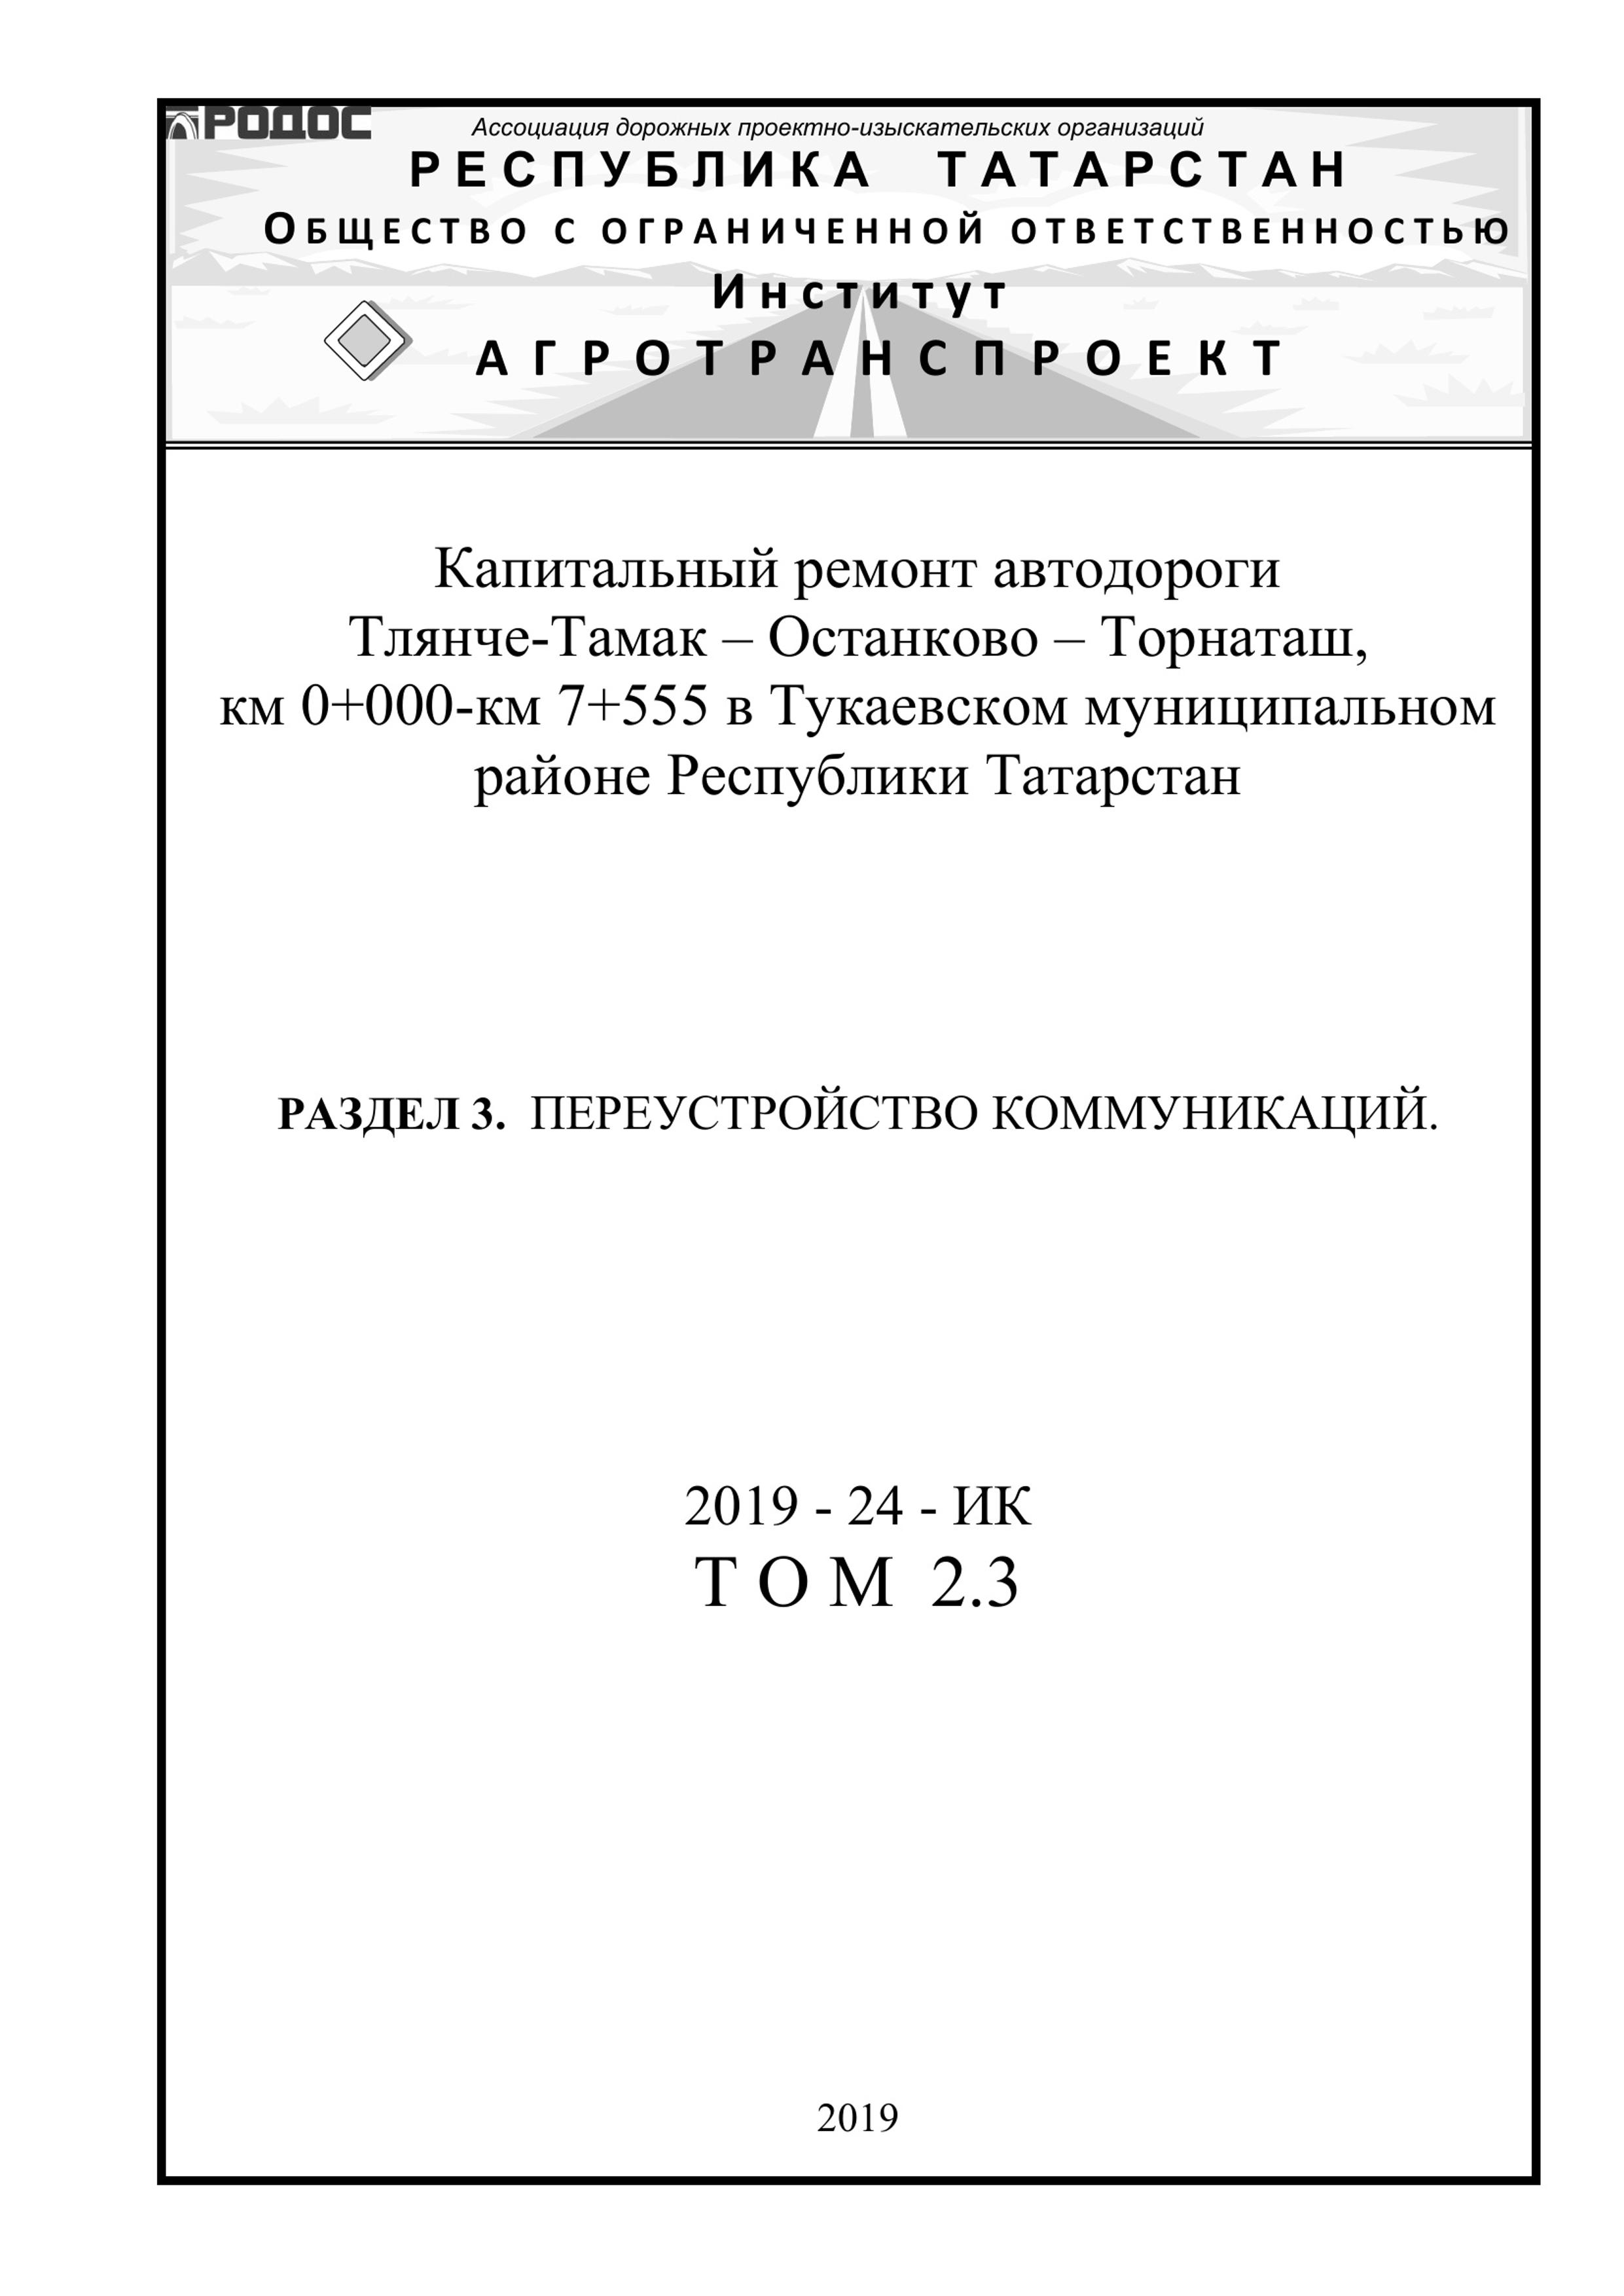 РОДОС
Ассоциация дорожных проектно-изыскательских организаций
РЕСПУБЛИКА ТАТАРСТАН
ОБЩЕСТВО С ОГРАНИЧЕННОЙ ОТВЕТСТВЕННОСТЬЮ
Институт
АГРОТРАНСПРОЕКТ
Капитальный ремонт автодороги
Тлянче-Тамак – Останково – Торнаташ,
км 0+000-км 7+555 в Тукаевском муниципальном
районе Республики Татарстан
РАЗДЕЛ 3. ПЕРЕУСТРОЙСТВО КОММУНИКАЦИЙ.
2019 - 24 - ИК
ТОМ 2.3
2019